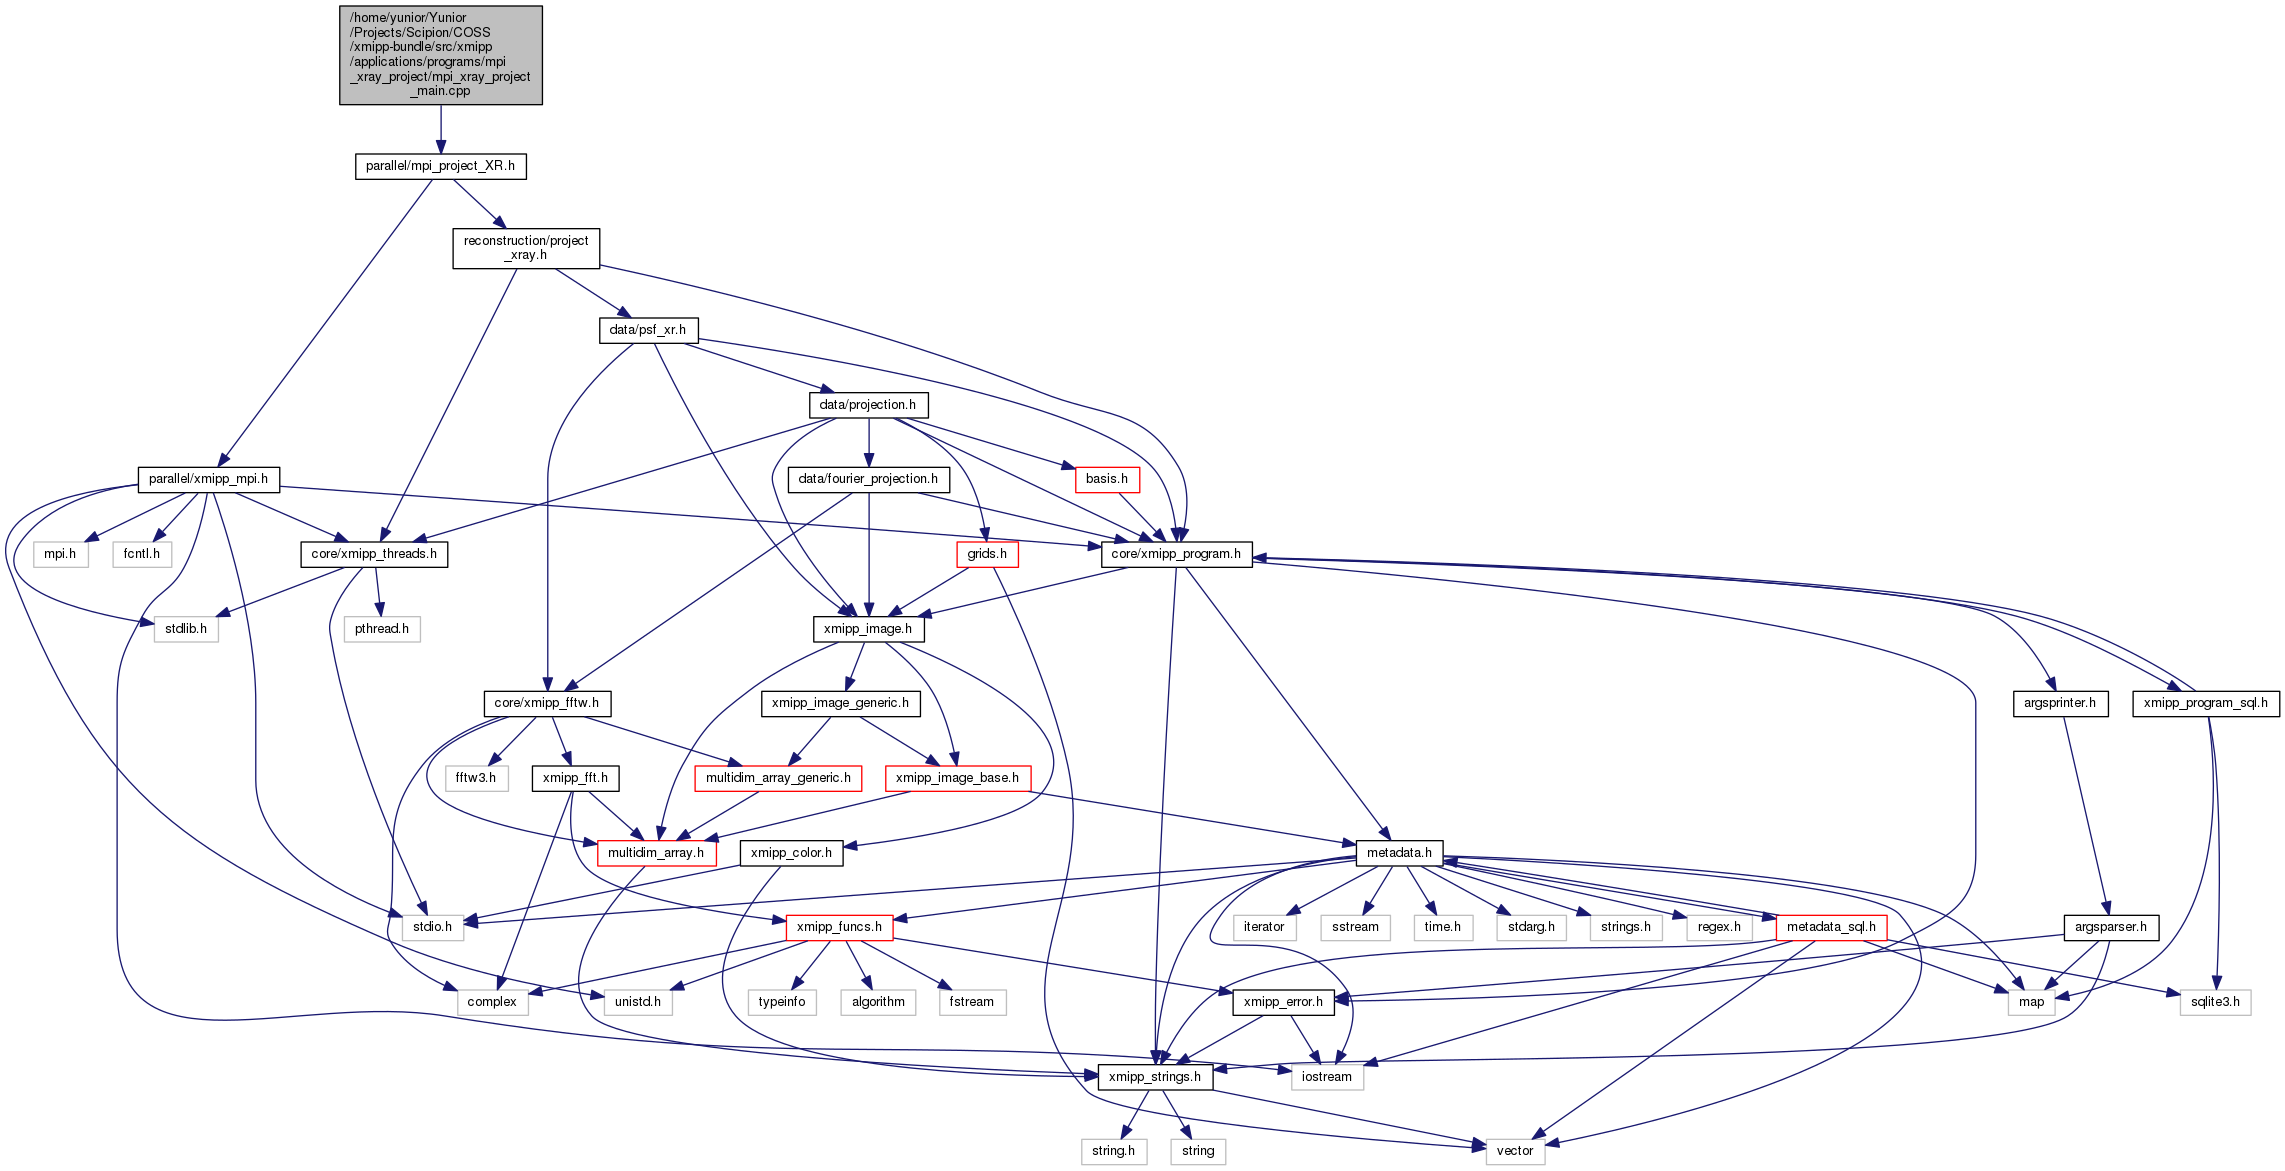 /home/yunior/Yunior
/Projects/Scipion/COSS
/xmipp-bundle/src/xmipp
/applications/programs/mpi
_xray_project/mpi_xray_project
_main.cpp
parallel/mpi_project_XR.h
reconstruction/project
_xray.h
data/psf_xr.h
data/projection.h
parallel/xmipp_mpi.h
data/fourier_projection.h
basis.h
mpi.h
fcntl.h
core/xmipp_threads.h
grids.h
core/xmipp_program.h
stdlib.h
pthread.h
xmipp_image.h
core/xmipp_fftw.h
xmipp_image_generic.h
argsprinter.h
xmipp_program_sql.h
fftw3.h
xmipp_fft.h
multidim_array_generic.h
xmipp_image_base.h
multidim_array.h
xmipp_color.h
metadata.h
stdio.h
xmipp_funcs.h
iterator
sstream
time.h
stdarg.h
strings.h
regex.h
metadata_sql.h
argsparser.h
complex
unistd.h
typeinfo
algorithm
fstream
xmipp_error.h
map
sqlite3.h
xmipp_strings.h
iostream
string.h
string
vector